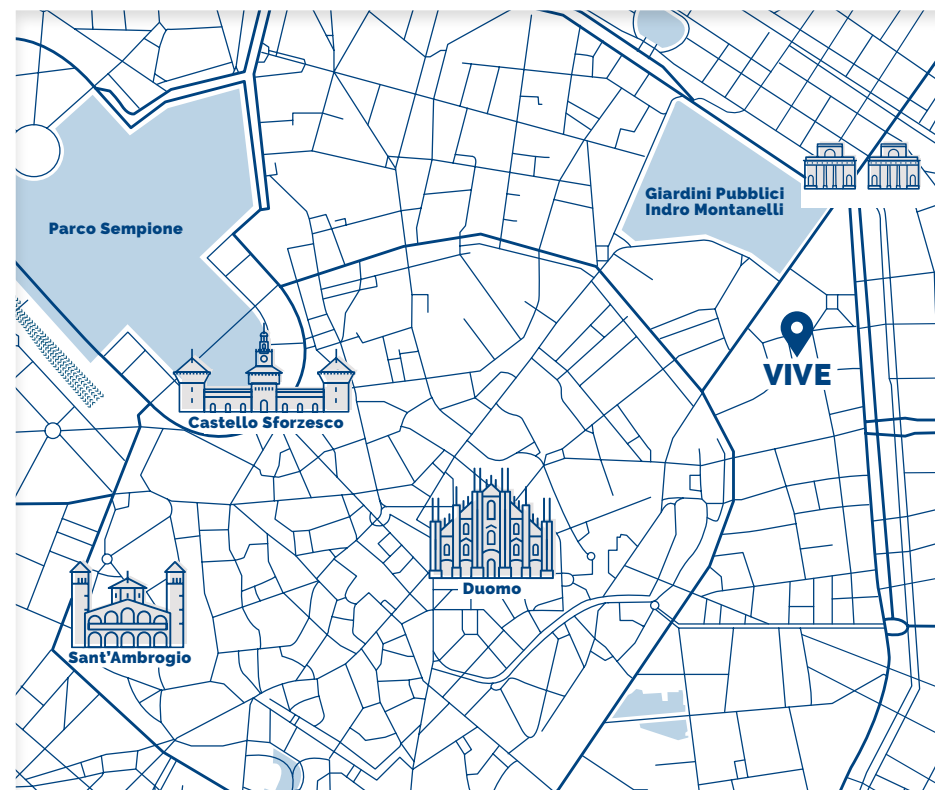 Giardini Pubblici
Indro Montanelli
Parco Sempione
VIVE
Castello Sforzesco
Duomo
Sant'Ambrogio